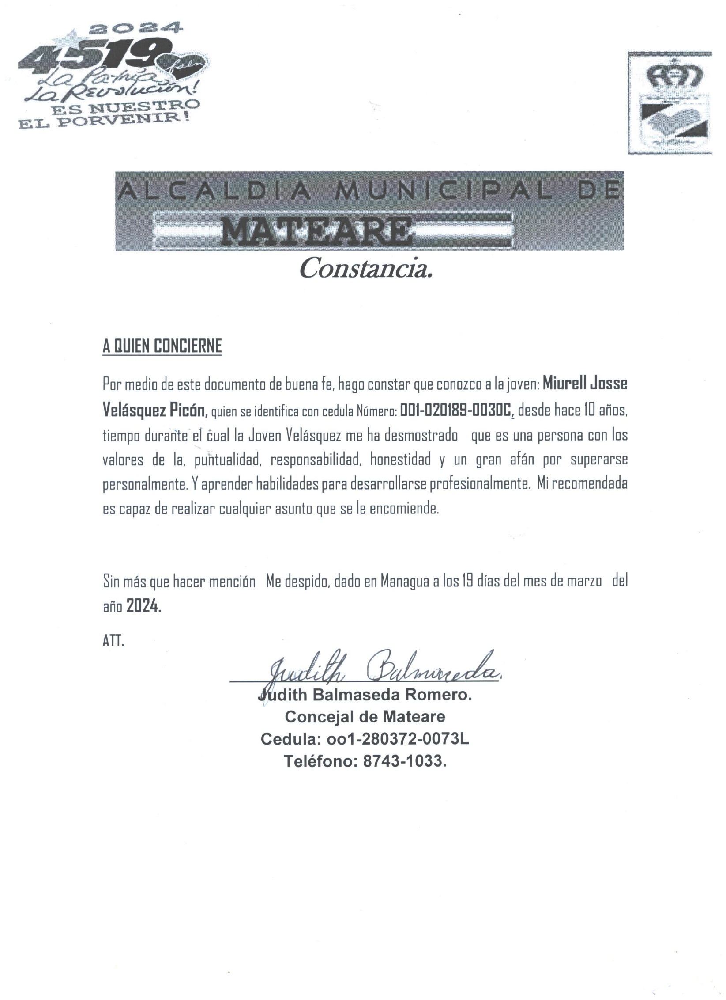 2024
4519
fsln
La Patria,
La Revolución!
ES NUESTRO
EL PORVENIR!
ALCALDIA MUNICIPAL DE
MATEARE
Constancia.
A QUIEN CONCIERNE
Por medio de este documento de buena fe, hago constar que conozco a la joven: Miurell Josse
Velásquez Picón, quien se identifica con cedula Número: 001-020189-0030C, desde hace 10 años,
tiempo durante el cual la Joven Velásquez me ha desmostrado que es una persona con los
valores de la, puntualidad, responsabilidad, honestidad y un gran afán por superarse
personalmente. Y aprender habilidades para desarrollarse profesionalmente. Mi recomendada
es capaz de realizar cualquier asunto que se le encomiende.
Sin más que hacer mención Me despido, dado en Managua a los 19 días del mes de marzo del
año 2024.
ATT.
Judith Balmaceda.
Judith Balmaseda Romero.
Concejal de Mateare
Cedula: oo1-280372-0073L
Teléfono: 8743-1033.